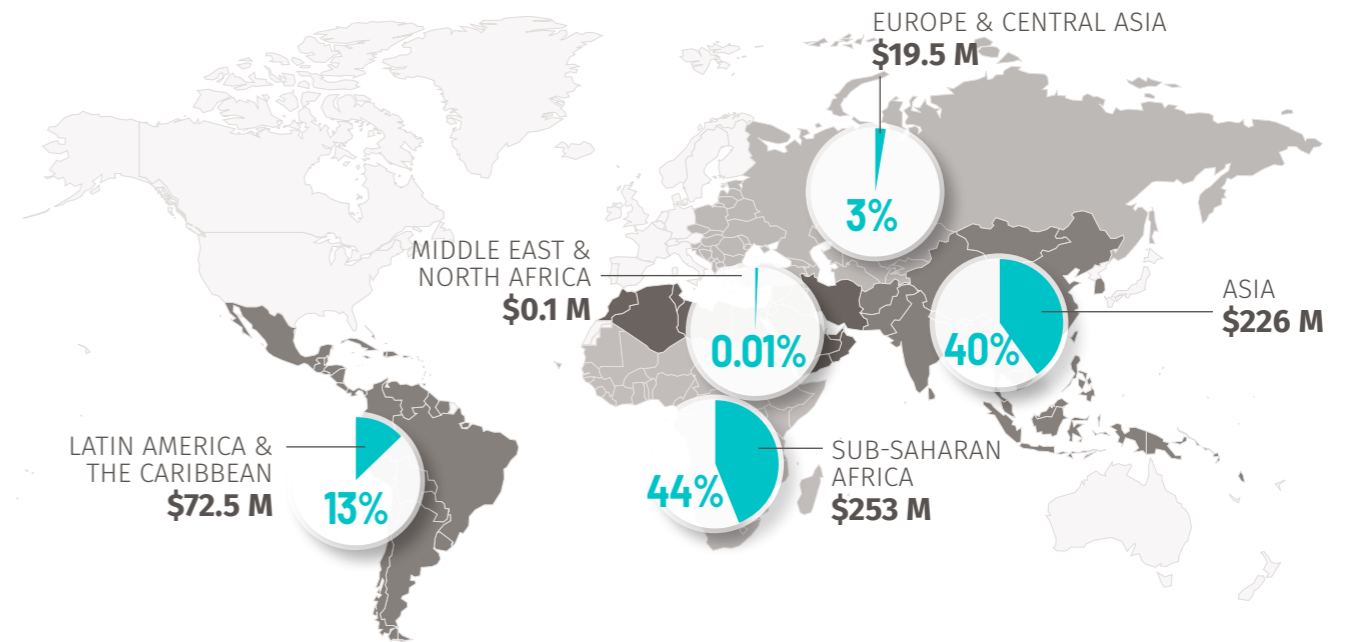 EUROPE & CENTRAL ASIA
$19.5 M
3%
MIDDLE EAST &
NORTH AFRICA
$0.1 M
0.01%
ASIA
$226 M
40%
LATIN AMERICA &
THE CARIBBEAN
$72.5 M
13%
SUB-SAHARAN
AFRICA
$253 M
44%